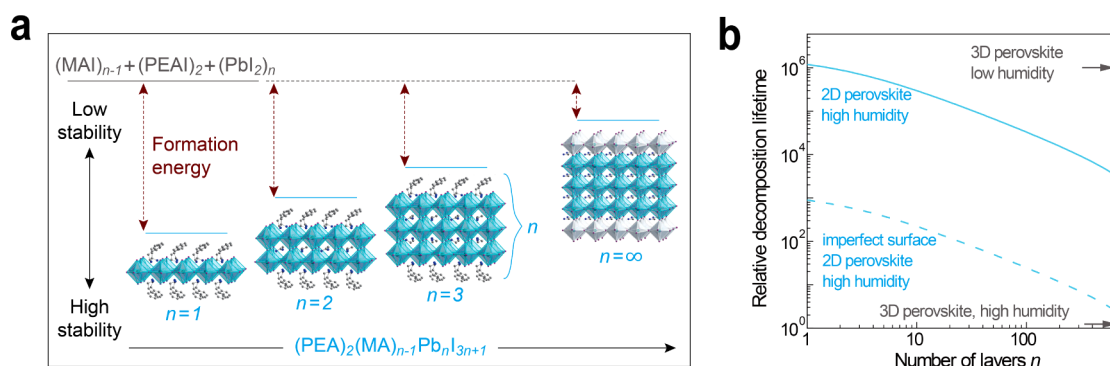 a
(MAI)n-1+(PEAI)2+(PbI2)n
Low
stability
Formation
energy
High
stability
n=1
n=2
n=3
n
n=∞
(PEA)2(MA)n-1PbnI3n+1
b
Relative decomposition lifetime
10^6
10^4
10^2
10^0
3D perovskite
low humidity
2D perovskite
high humidity
imperfect surface
2D perovskite
high humidity
3D perovskite, high humidity
1
10
100
Number of layers n